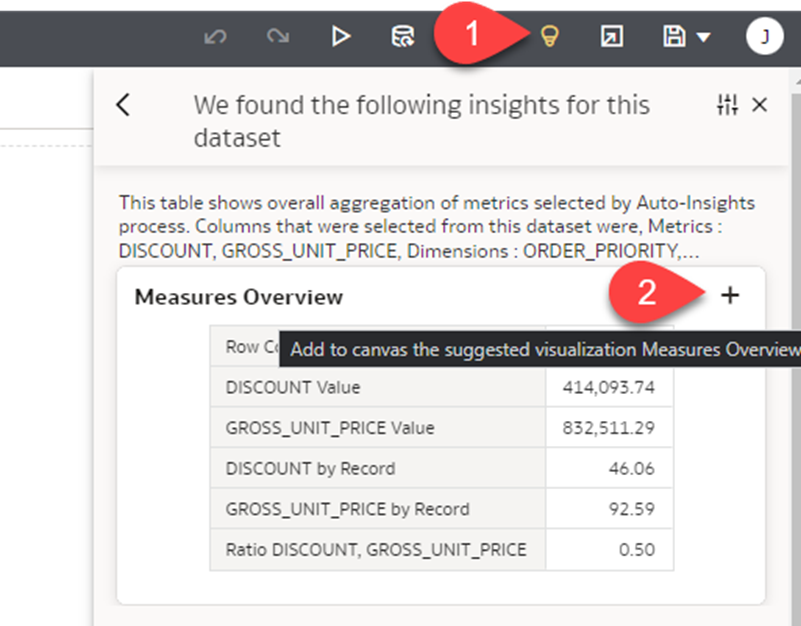 1
J
We found the following insights for this
dataset
This table shows overall aggregation of metrics selected by Auto-Insights
process. Columns that were selected from this dataset were, Metrics :
DISCOUNT, GROSS_UNIT_PRICE, Dimensions : ORDER_PRIORITY,...
Measures Overview
2
Row
Add to canvas the suggested visualization Measures Overview
DISCOUNT Value 414,093.74
GROSS_UNIT_PRICE Value 832,511.29
DISCOUNT by Record 46.06
GROSS_UNIT_PRICE by Record 92.59
Ratio DISCOUNT, GROSS_UNIT_PRICE 0.50